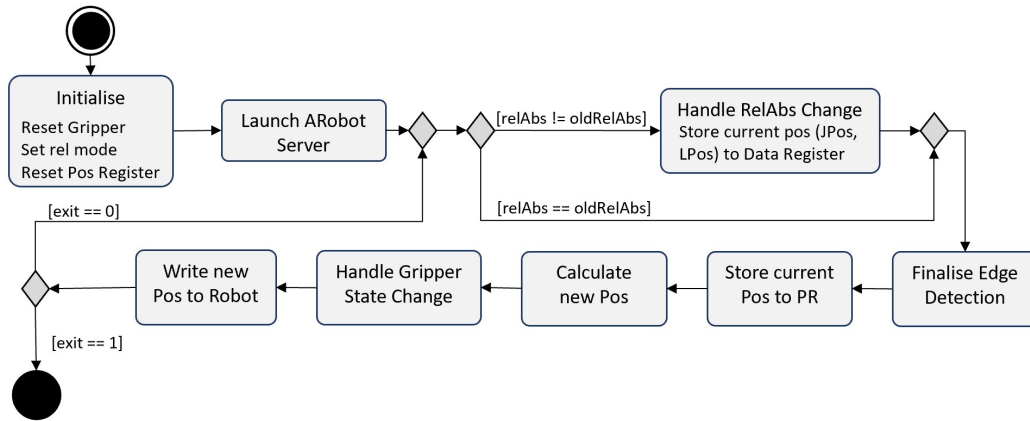 Initialise
Reset Gripper
Set rel mode
Reset Pos Register
Launch ARobot
Server
[relAbs != oldRelAbs]
Handle RelAbs Change
Store current pos (JPos,
LPos) to Data Register
[relAbs == oldRelAbs]
[exit == 0]
Finalise Edge
Detection
Store current
Pos to PR
Calculate
new Pos
Handle Gripper
State Change
Write new
Pos to Robot
[exit == 1]